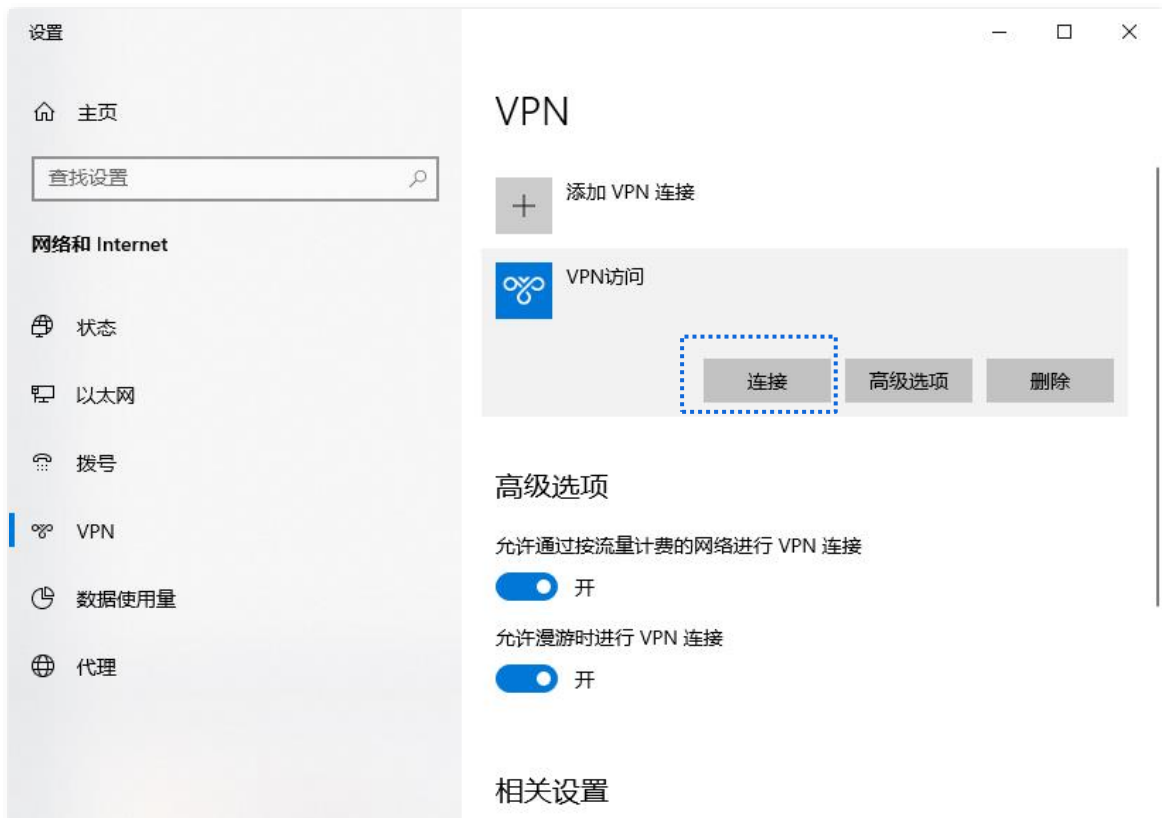 设置
主页
查找设置
网络和 Internet
状态
以太网
拨号
VPN
数据使用量
代理
VPN
添加 VPN 连接
VPN访问
连接
高级选项
删除
高级选项
允许通过按流量计费的网络进行 VPN 连接
开
允许漫游时进行 VPN 连接
开
相关设置